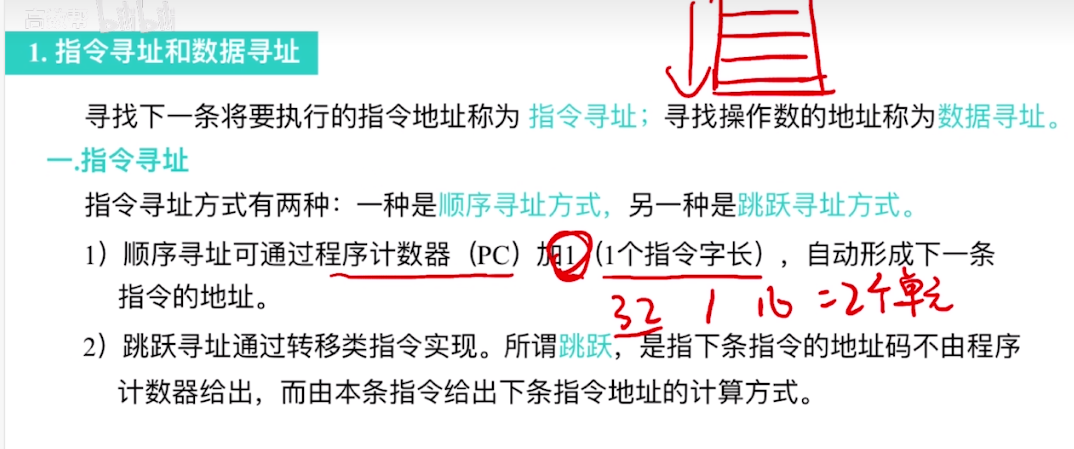 1. 指令寻址和数据寻址
寻找下一条将要执行的指令地址称为 指令寻址；寻找操作数的地址称为数据寻址。
一.指令寻址
指令寻址方式有两种：一种是顺序寻址方式，另一种是跳跃寻址方式。
1）顺序寻址可通过程序计数器（PC）加1（1个指令字长），自动形成下一条
指令的地址。
32 / 16 =2个单元
2）跳跃寻址通过转移类指令实现。所谓跳跃，是指下条指令的地址码不由程序
计数器给出，而由本条指令给出下条指令地址的计算方式。